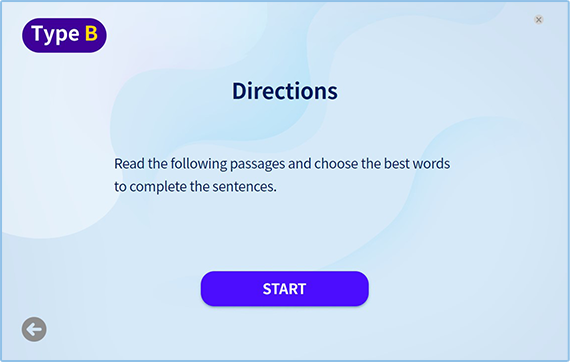 Type B
Directions
Read the following passages and choose the best words
to complete the sentences.
START